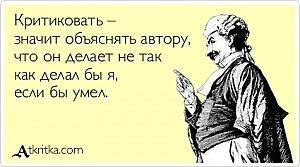 Критиковать –
значит объяснять автору,
что он делает не так
как делал бы я,
если бы умел.
Atkritka.com